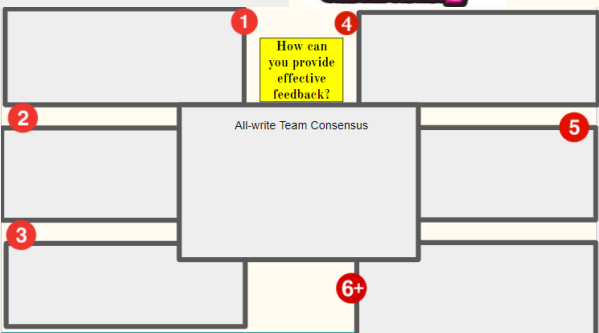 1
4
How can
you provide
effective
feedback?
2
All-write Team Consensus
5
3
6+